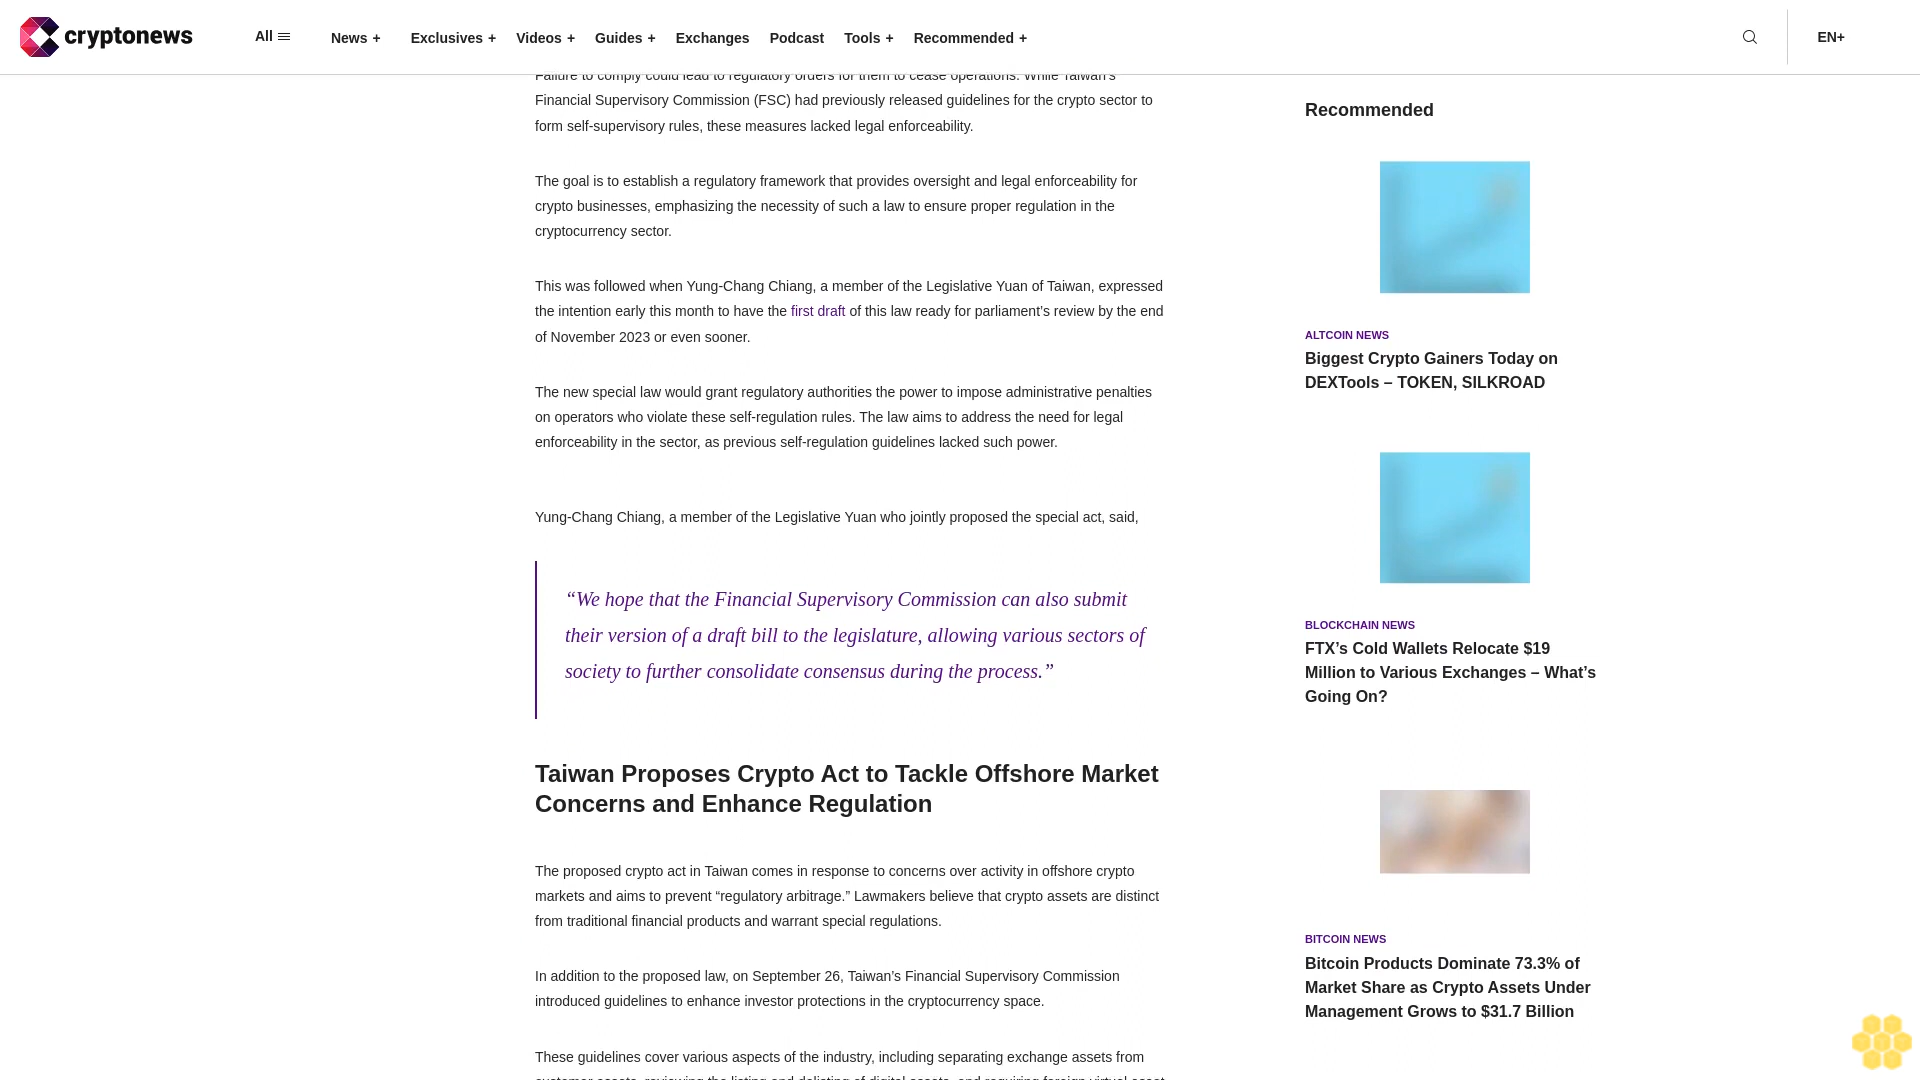 cryptonews
All
News +
Exclusives +
Videos +
Guides +
Exchanges
Podcast
Tools +
Recommended +
EN+
Failure to comply could lead to regulatory orders for them to cease operations. While Taiwan's
Financial Supervisory Commission (FSC) had previously released guidelines for the crypto sector to
form self-supervisory rules, these measures lacked legal enforceability.
The goal is to establish a regulatory framework that provides oversight and legal enforceability for
crypto businesses, emphasizing the necessity of such a law to ensure proper regulation in the
cryptocurrency sector.
This was followed when Yung-Chang Chiang, a member of the Legislative Yuan of Taiwan, expressed
the intention early this month to have the first draft of this law ready for parliament’s review by the end
of November 2023 or even sooner.
The new special law would grant regulatory authorities the power to impose administrative penalties
on operators who violate these self-regulation rules. The law aims to address the need for legal
enforceability in the sector, as previous self-regulation guidelines lacked such power.
Yung-Chang Chiang, a member of the Legislative Yuan who jointly proposed the special act, said,
“We hope that the Financial Supervisory Commission can also submit
their version of a draft bill to the legislature, allowing various sectors of
society to further consolidate consensus during the process.”
Taiwan Proposes Crypto Act to Tackle Offshore Market
Concerns and Enhance Regulation
The proposed crypto act in Taiwan comes in response to concerns over activity in offshore crypto
markets and aims to prevent “regulatory arbitrage.” Lawmakers believe that crypto assets are distinct
from traditional financial products and warrant special regulations.
In addition to the proposed law, on September 26, Taiwan’s Financial Supervisory Commission
introduced guidelines to enhance investor protections in the cryptocurrency space.
These guidelines cover various aspects of the industry, including separating exchange assets from
customer assets, reviewing the listing and delisting of digital assets, and requiring foreign virtual asset
Recommended
ALTCOIN NEWS
Biggest Crypto Gainers Today on
DEXTools – TOKEN, SILKROAD
BLOCKCHAIN NEWS
FTX’s Cold Wallets Relocate $19
Million to Various Exchanges – What’s
Going On?
BITCOIN NEWS
Bitcoin Products Dominate 73.3% of
Market Share as Crypto Assets Under
Management Grows to $31.7 Billion